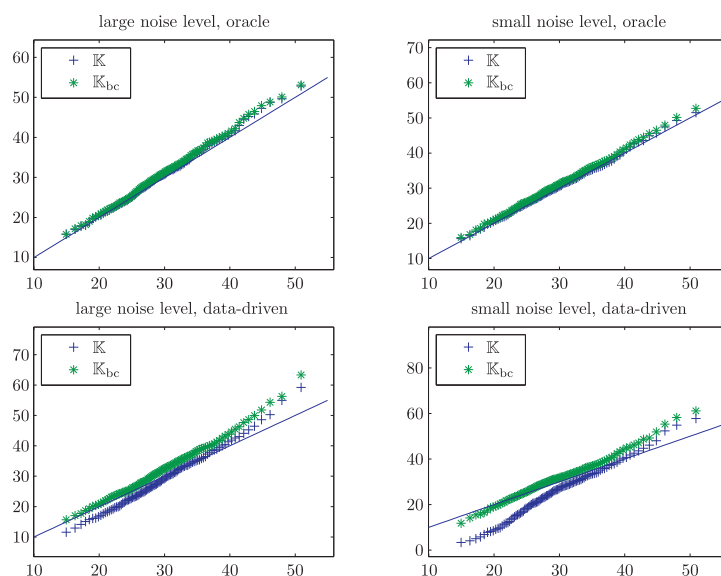 large noise level, oracle
small noise level, oracle
60
50
40
30
20
10
+ 𝕂
∗ 𝕂bc
10 20 30 40 50
70
60
50
40
30
20
10
+ 𝕂
∗ 𝕂bc
10 20 30 40 50
large noise level, data-driven
small noise level, data-driven
70
60
50
40
30
20
10
+ 𝕂
∗ 𝕂bc
10 20 30 40 50
80
60
40
20
0
+ 𝕂
∗ 𝕂bc
10 20 30 40 50